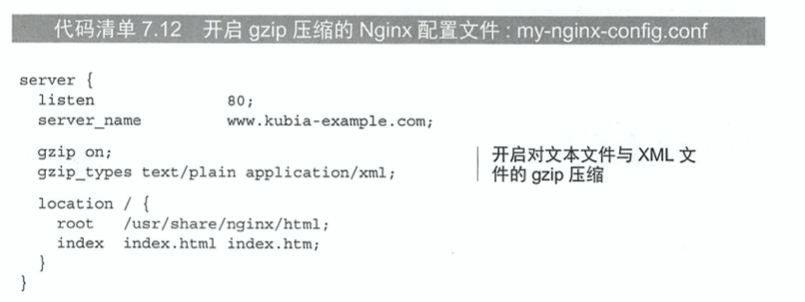 代码清单 7.12 开启 gzip 压缩的 Nginx 配置文件：my-nginx-config.conf
server {
listen 80;
server_name www.kubia-example.com;
gzip on;
gzip_types text/plain application/xml;
开启对文本文件与 XML 文
件的 gzip 压缩
location / {
root /usr/share/nginx/html;
index index.html index.htm;
}
}